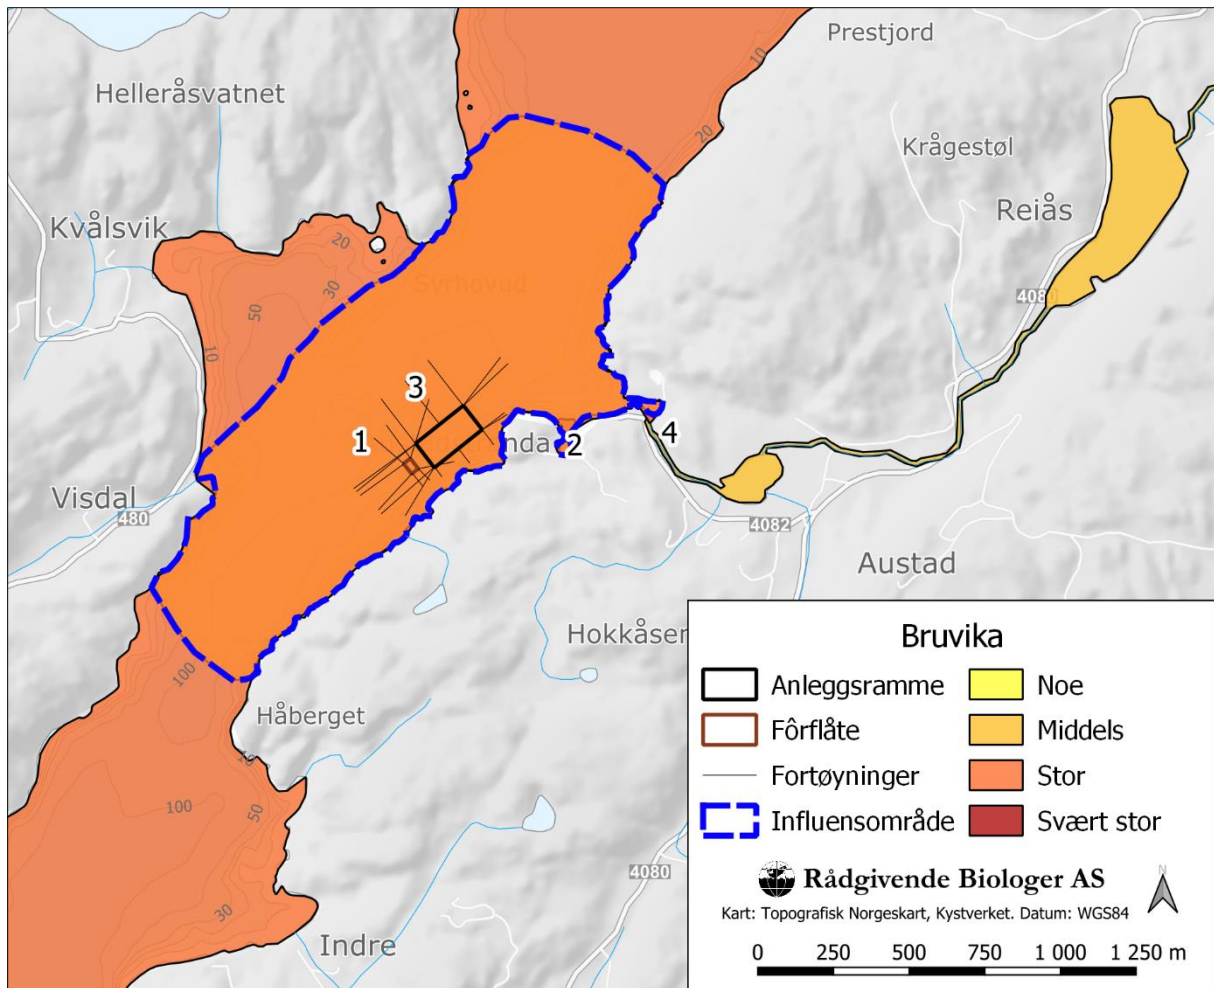 Prestjord
10
Helleråsvatnet
20
Krågestøl
Kvålsvik
Reiås
20
Syrhovud
30
50
4080
10
3
1
nda
2
4
Visdal
480
4082
Austad
Hokkåser
100
Håberget
10
100
50
4080
30
Indre
Bruvika
Anleggsramme
Noe
Fôrflåte
Middels
Fortøyninger
Stor
Influensområde
Svært stor
Rådgivende Biologer AS
N
Kart: Topografisk Norgeskart, Kystverket. Datum: WGS84
0 250 500 750 1 000 1 250 m